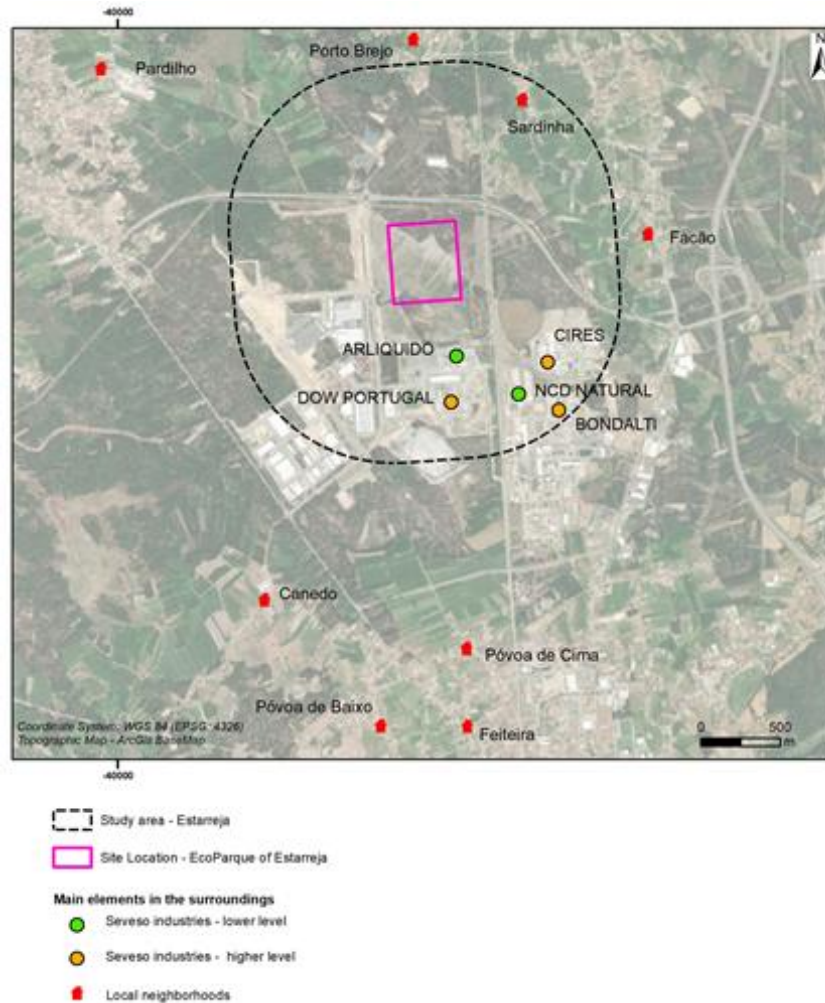 -40000
Porto Brejo
N
Pardilho
Sardinha
Facão
CIRES
ARLIQUIDO
NCD NATURAL
DOW PORTUGAL
BONDALTI
Canedo
Póvoa de Cima
Póvoa de Baixo
Feiteira
Coordinate System: WGS 84 (EPSG: 4326)
Topographic Map - ArcGis BaseMap
0 500
m
-40000
Study area - Estarreja
Site Location - EcoParque of Estarreja
Main elements in the surroundings
Seveso industries - lower level
Seveso industries - higher level
Local neighborhoods